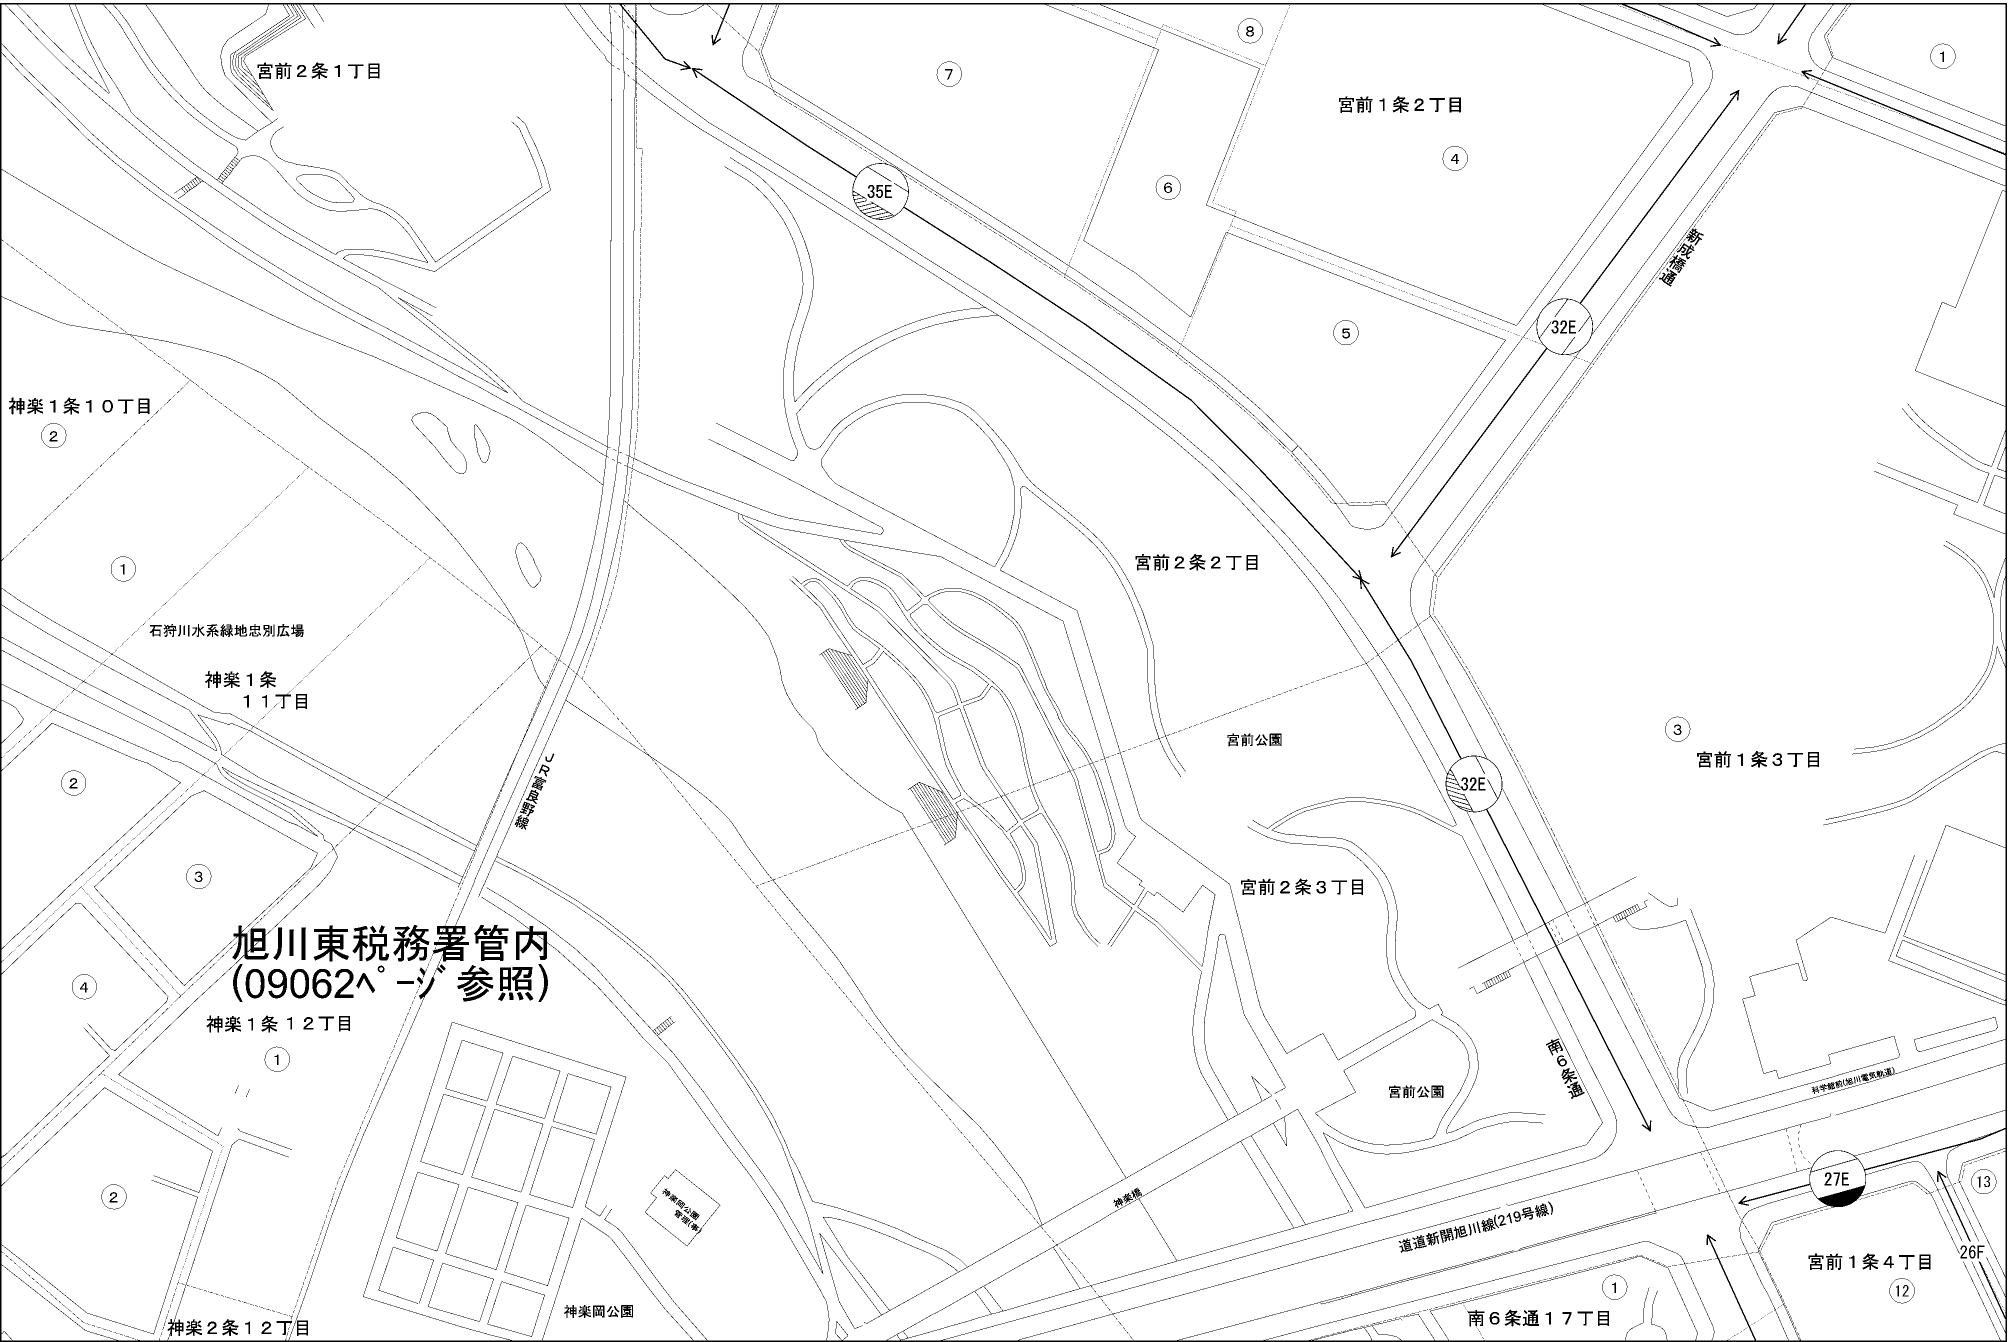 宮前２条１丁目
⑧
⑦
①
宮前１条２丁目
④
35E
⑥
新成橋通
32E
⑤
神楽１条１０丁目
②
①
宮前２条２丁目
石狩川水系緑地忠別広場
神楽１条
１１丁目
③
宮前公園
宮前１条３丁目
ＪＲ富良野線
②
32E
③
宮前２条３丁目
旭川東税務署管内
(09062ﾍﾟｰｼﾞ参照)
④
神楽１条１２丁目
①
南６条通
宮前公園
科学館前(旭川電気軌道)
27E
⑬
②
神楽岡公園
管理(事)
神楽橋
道道新開旭川線(219号線)
26F
宮前１条４丁目
⑫
①
神楽岡公園
南６条通１７丁目
神楽２条１２丁目